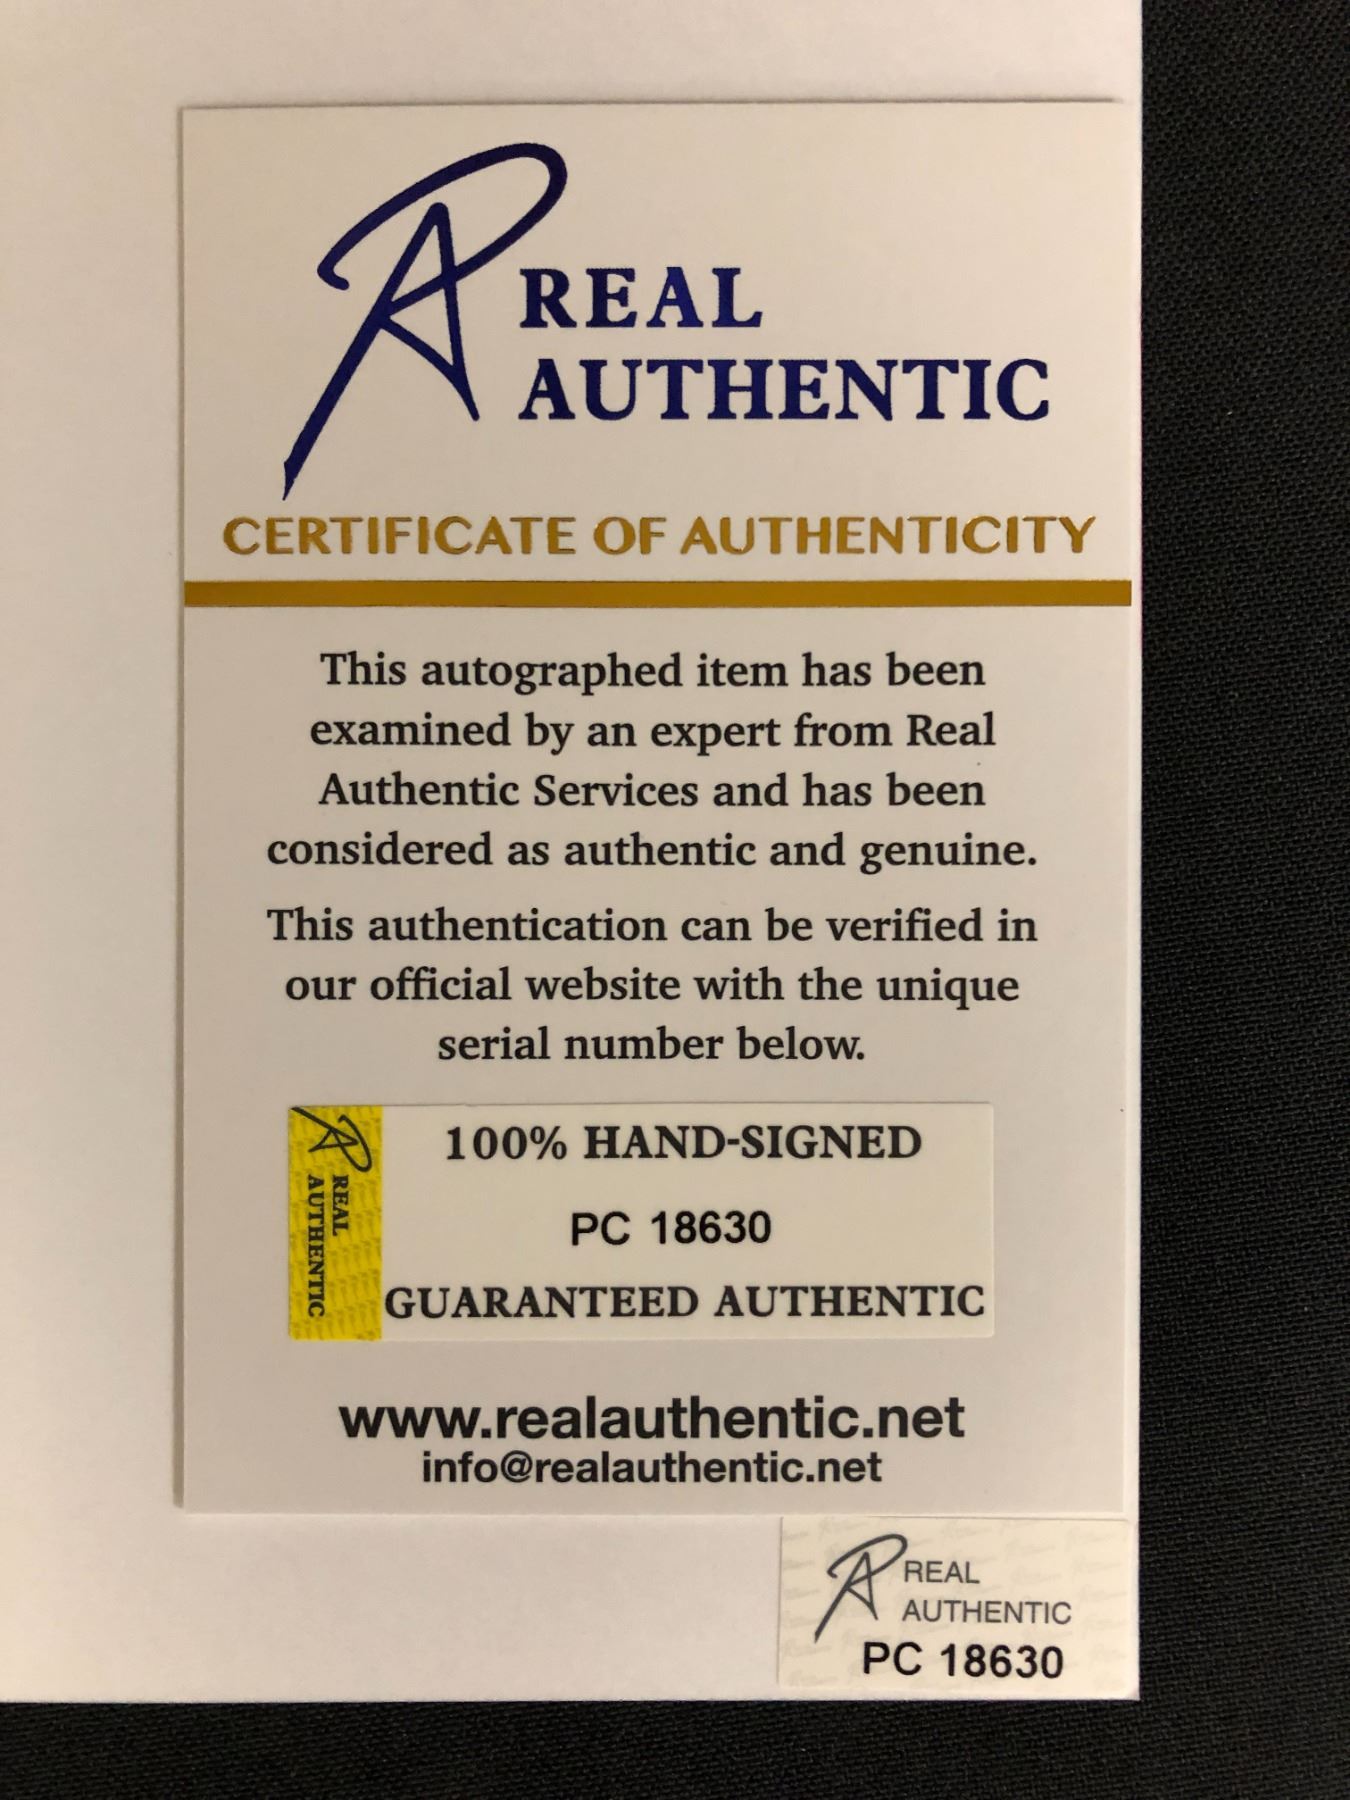 REAL
AUTHENTIC
CERTIFICATE OF AUTHENTICITY
This autographed item has been
examined by an expert from Real
Authentic Services and has been
considered as authentic and genuine.
This authentication can be verified in
our official website with the unique
serial number below.
REAL
AUTHENTIC
100% HAND-SIGNED
PC 18630
GUARANTEED AUTHENTIC
www.realauthentic.net
info@realauthentic.net
REAL
AUTHENTIC
PC 18630